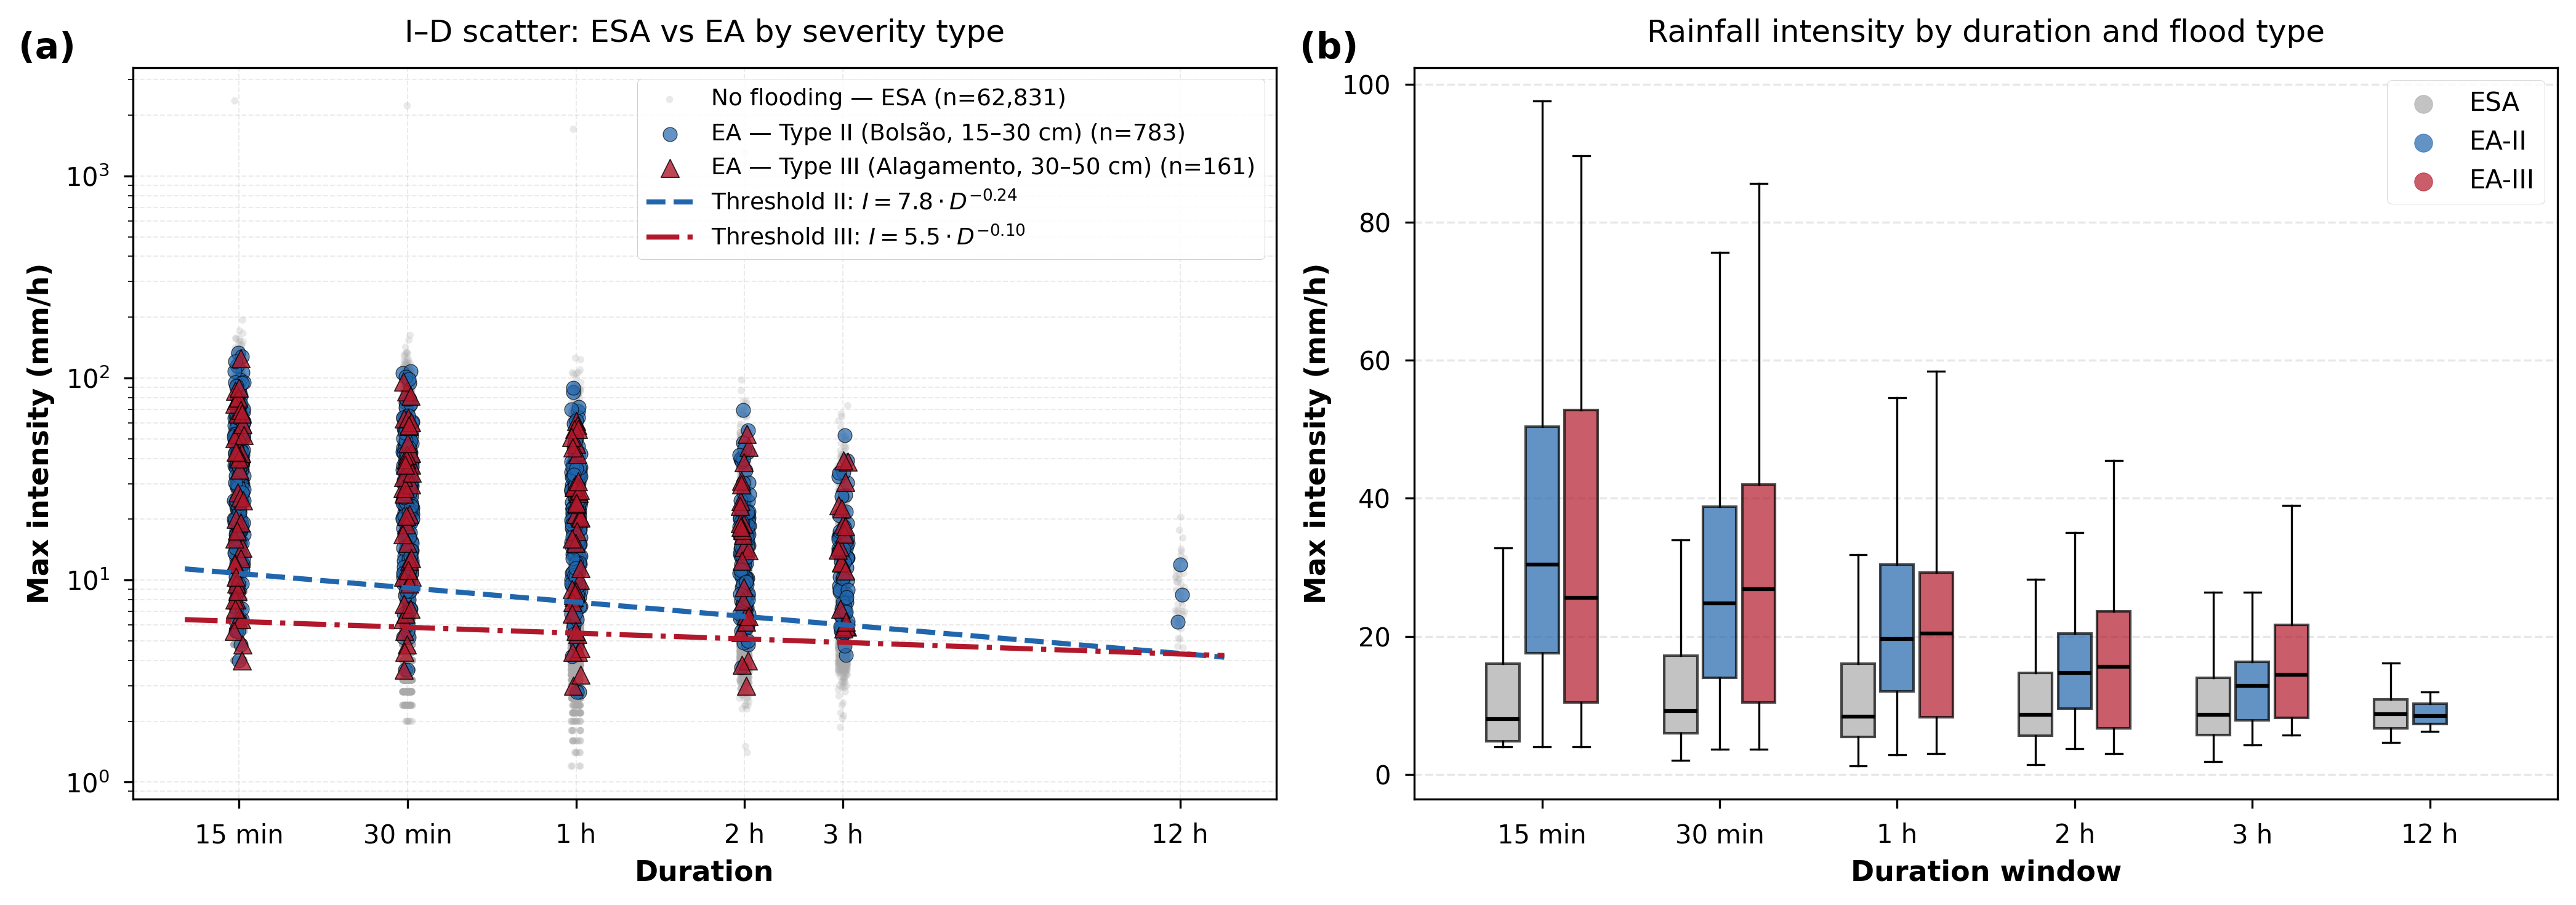 (a)
I–D scatter: ESA vs EA by severity type
No flooding — ESA (n=62,831)
EA — Type II (Bolsão, 15–30 cm) (n=783)
EA — Type III (Alagamento, 30–50 cm) (n=161)
Threshold II: I = 7.8 · D^−0.24
Threshold III: I = 5.5 · D^−0.10
Max intensity (mm/h)
10^3
10^2
10^1
10^0
15 min 30 min 1 h 2 h 3 h 12 h
Duration
(b)
Rainfall intensity by duration and flood type
ESA
EA-II
EA-III
Max intensity (mm/h)
100
80
60
40
20
0
15 min 30 min 1 h 2 h 3 h 12 h
Duration window